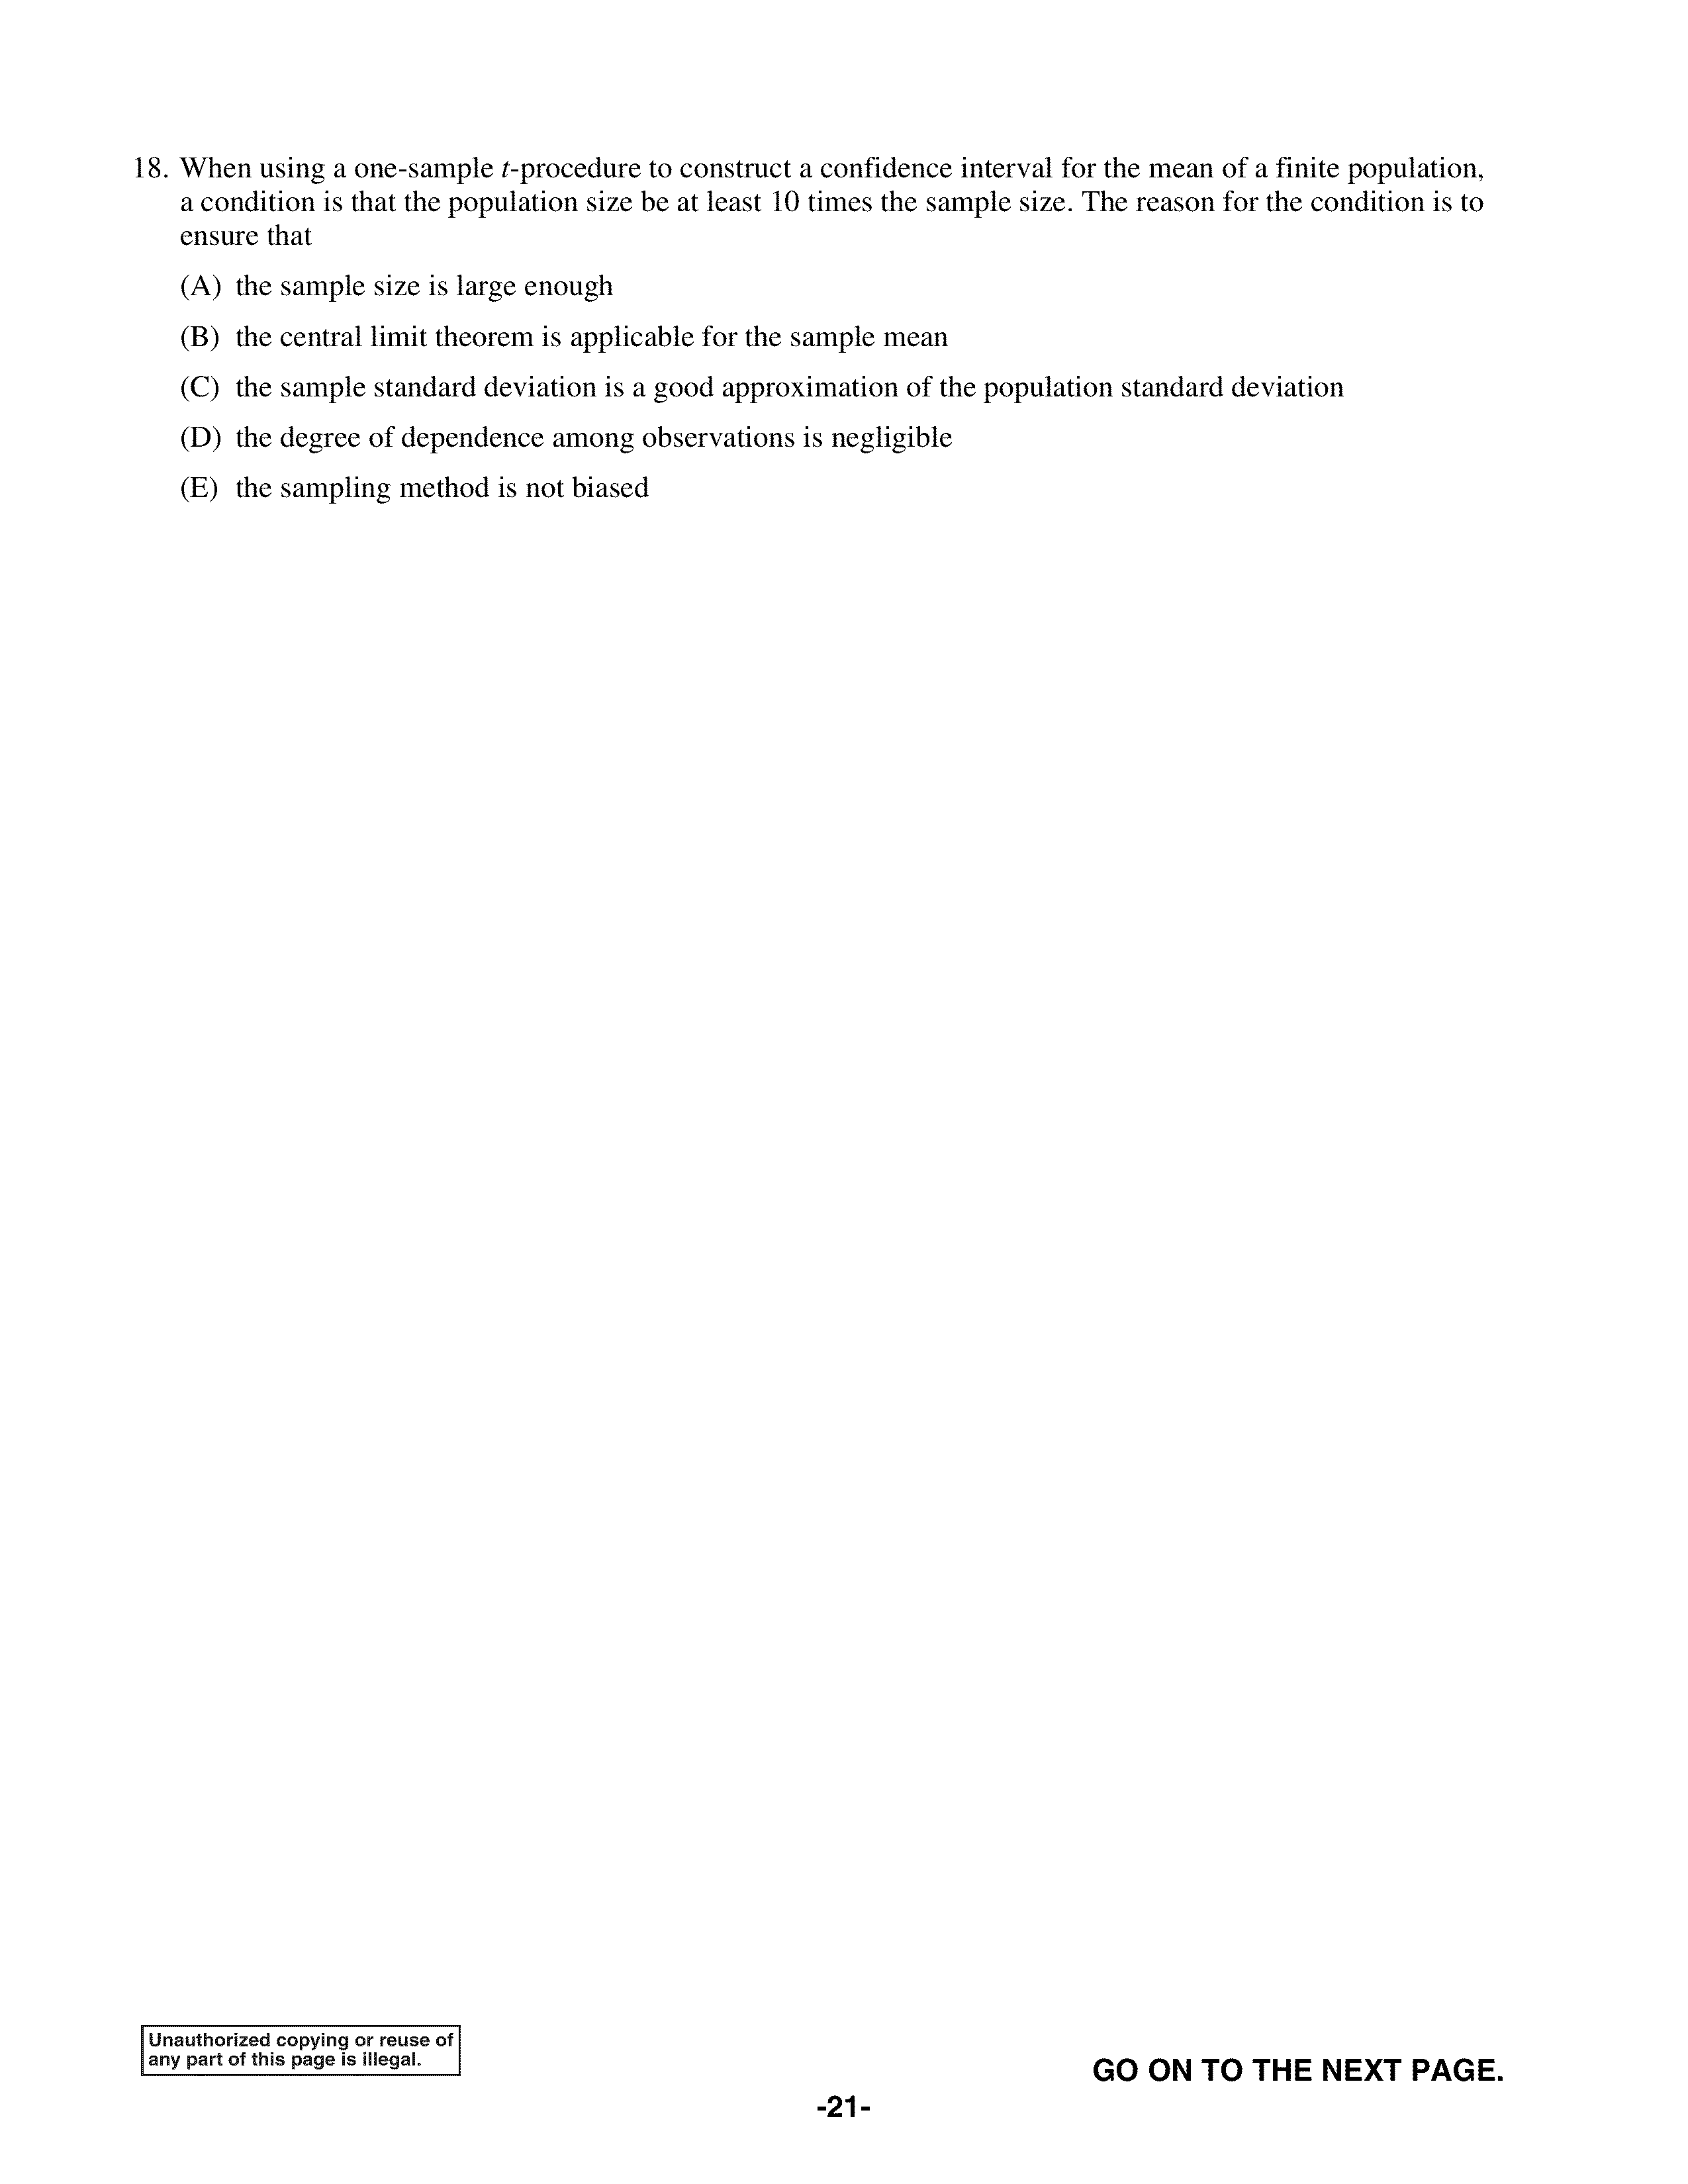 18. When using a one-sample t-procedure to construct a confidence interval for the mean of a finite population,
a condition is that the population size be at least 10 times the sample size. The reason for the condition is to
ensure that
(A) the sample size is large enough
(B) the central limit theorem is applicable for the sample mean
(C) the sample standard deviation is a good approximation of the population standard deviation
(D) the degree of dependence among observations is negligible
(E) the sampling method is not biased
Unauthorized copying or reuse of
any part of this page is illegal.
GO ON TO THE NEXT PAGE.
-21-